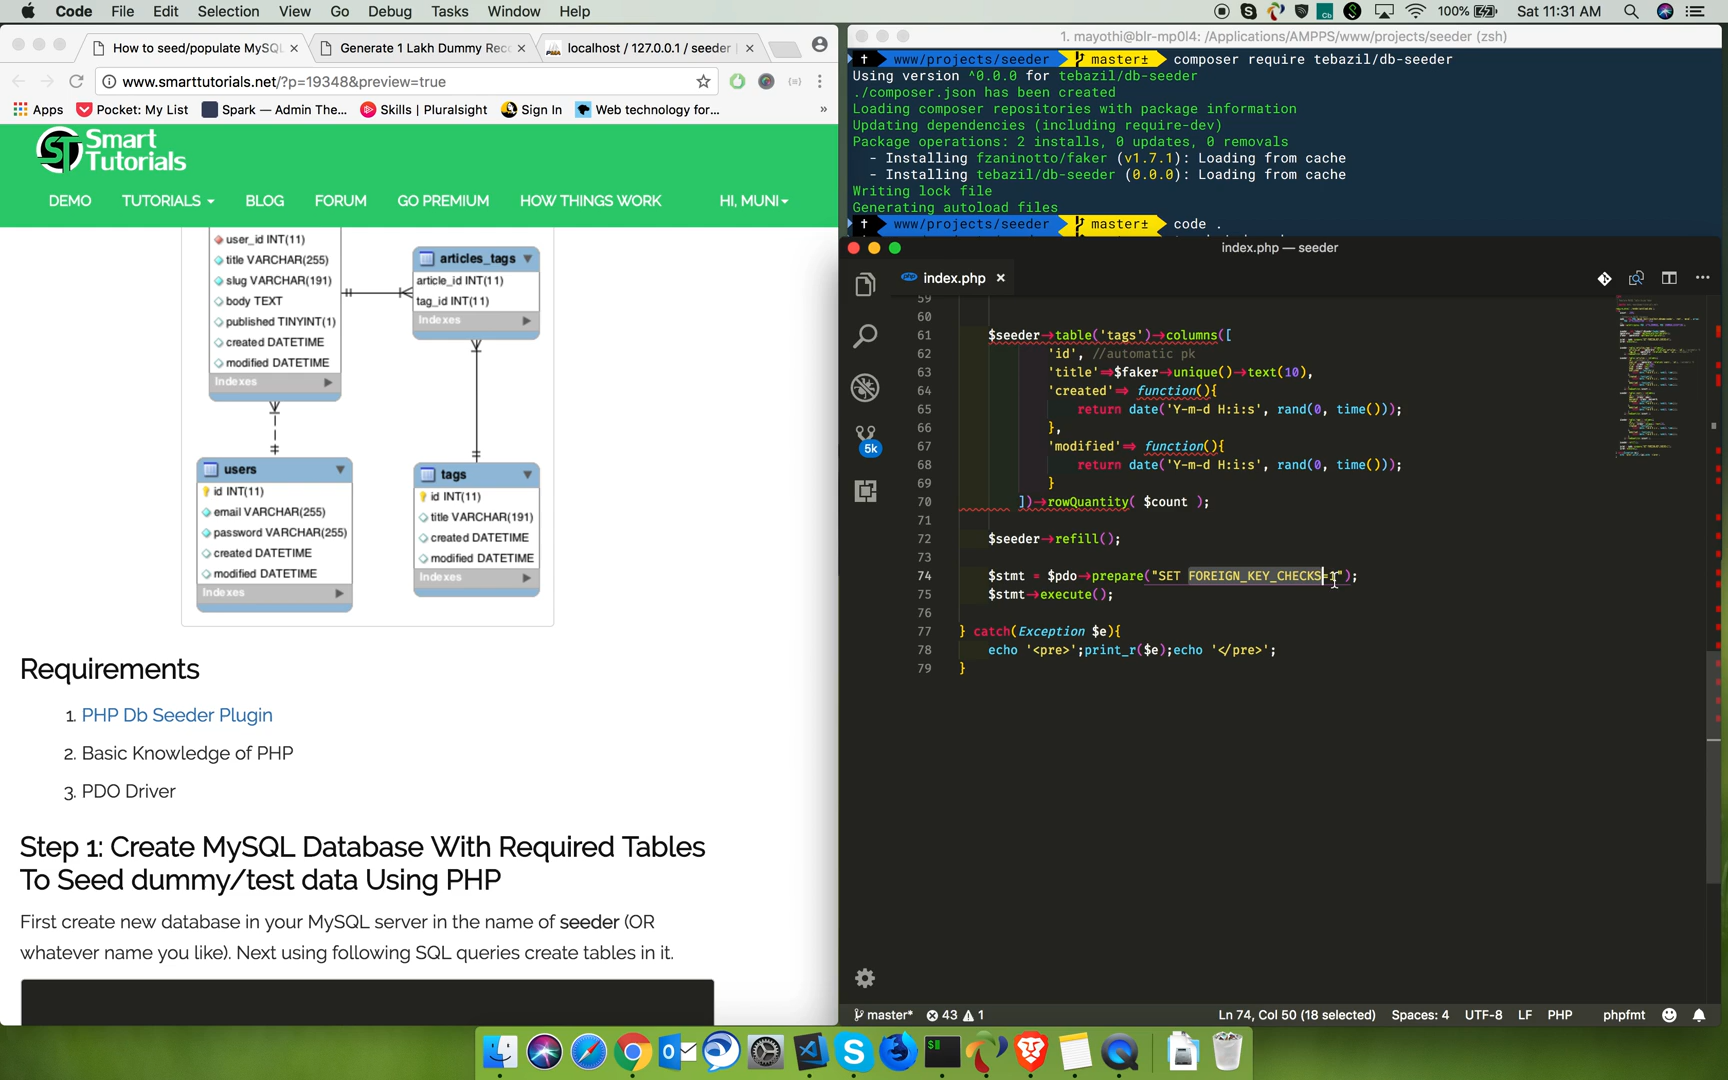 Code File Edit Selection View Go Debug Tasks Window Help
100% Sat 11:31 AM
How to seed/populate MySQL
Generate 1 Lakh Dummy Reco
localhost / 127.0.0.1 / seeder |
www.smarttutorials.net/?p=19348&preview=true
Apps Pocket: My List Spark — Admin The... Skills | Pluralsight Sign In Web technology for... »
Smart
Tutorials
DEMO TUTORIALS BLOG FORUM GO PREMIUM HOW THINGS WORK HI, MUNI
user_id INT(11)
title VARCHAR(255)
slug VARCHAR(191)
body TEXT
published TINYINT(1)
created DATETIME
modified DATETIME
Indexes
articles_tags
article_id INT(11)
tag_id INT(11)
Indexes
users
id INT(11)
email VARCHAR(255)
password VARCHAR(255)
created DATETIME
modified DATETIME
Indexes
tags
id INT(11)
title VARCHAR(191)
created DATETIME
modified DATETIME
Indexes
Requirements
1. PHP Db Seeder Plugin
2. Basic Knowledge of PHP
3. PDO Driver
Step 1: Create MySQL Database With Required Tables
To Seed dummy/test data Using PHP
First create new database in your MySQL server in the name of seeder (OR
whatever name you like). Next using following SQL queries create tables in it.
1. mayothi@blr-mp0l4: /Applications/AMPPS/www/projects/seeder (zsh)
www/projects/seeder master± composer require tebazil/db-seeder
Using version ^0.0.0 for tebazil/db-seeder
./composer.json has been created
Loading composer repositories with package information
Updating dependencies (including require-dev)
Package operations: 2 installs, 0 updates, 0 removals
- Installing fzaninotto/faker (v1.7.1): Loading from cache
- Installing tebazil/db-seeder (0.0.0): Loading from cache
Writing lock file
Generating autoload files
www/projects/seeder master± code .
index.php — seeder
index.php
59
60
61 $seeder->table('tags')->columns([
62 'id', //automatic pk
63 'title'=>$faker->unique()->text(10),
64 'created'=> function(){
65 return date('Y-m-d H:i:s', rand(0, time()));
66 },
67 'modified'=> function(){
68 return date('Y-m-d H:i:s', rand(0, time()));
69 }
70 ])->rowQuantity( $count );
71
72 $seeder->refill();
73
74 $stmt = $pdo->prepare("SET FOREIGN_KEY_CHECKS=1");
75 $stmt->execute();
76
77 } catch(Exception $e){
78 echo '<pre>';print_r($e);echo '</pre>';
79 }
5k
master* 43 1 Ln 74, Col 50 (18 selected) Spaces: 4 UTF-8 LF PHP phpfmt